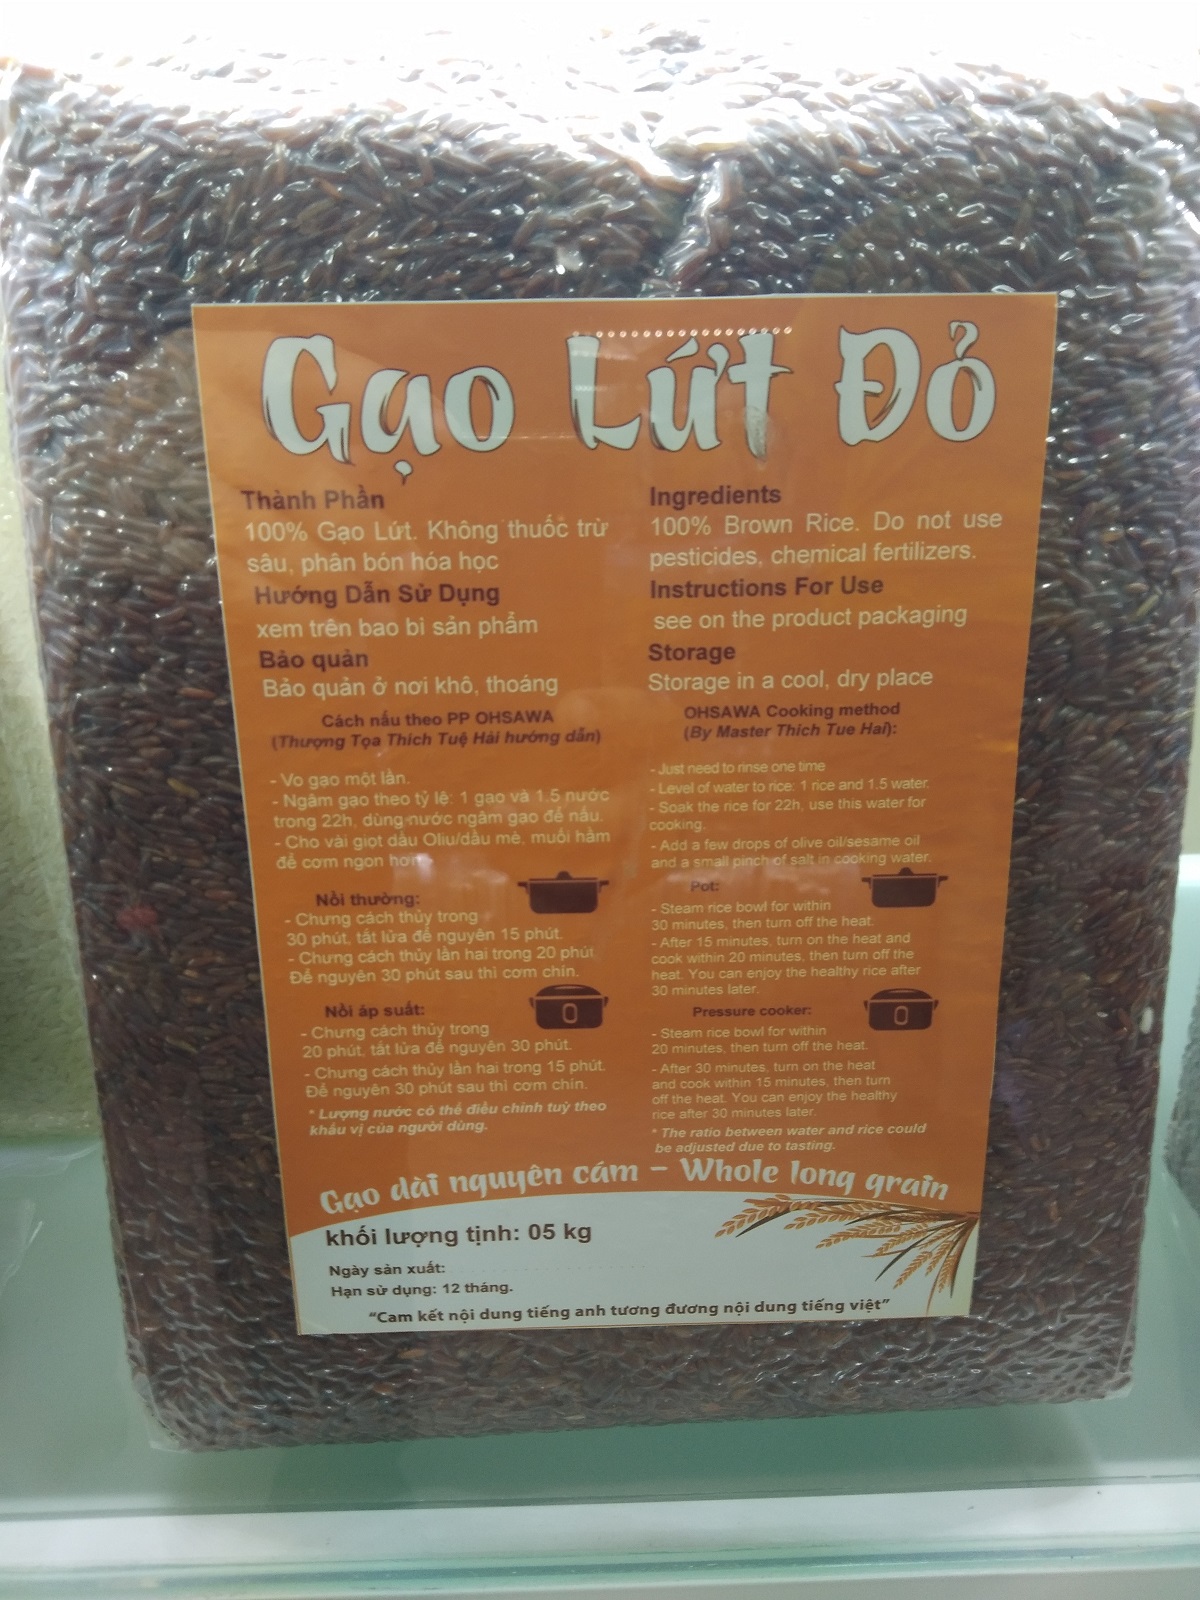 Gạo Lứt Đỏ
Thành Phần
100% Gạo Lứt. Không thuốc trừ
sâu, phân bón hóa học
Hướng Dẫn Sử Dụng
xem trên bao bì sản phẩm
Bảo quản
Bảo quản ở nơi khô, thoáng
Cách nấu theo PP OHSAWA
(Thượng Tọa Thích Tuệ Hải hướng dẫn)
- Vo gạo một lần.
- Ngâm gạo theo tỷ lệ: 1 gạo và 1.5 nước
trong 22h, dùng nước ngâm gạo để nấu.
- Cho vài giọt dầu Oliu/dầu mè, muối hầm
để cơm ngon hơn
Nồi thường:
- Chưng cách thủy trong
30 phút, tắt lửa để nguyên 15 phút.
- Chưng cách thủy lần hai trong 20 phút
Để nguyên 30 phút sau thì cơm chín.
Nồi áp suất:
- Chưng cách thủy trong
20 phút, tắt lửa để nguyên 30 phút.
- Chưng cách thủy lần hai trong 15 phút.
Để nguyên 30 phút sau thì cơm chín.
* Lượng nước có thể điều chỉnh tuỳ theo
khẩu vị của người dùng.
Ingredients
100% Brown Rice. Do not use
pesticides, chemical fertilizers.
Instructions For Use
see on the product packaging
Storage
Storage in a cool, dry place
OHSAWA Cooking method
(By Master Thich Tue Hai):
- Just need to rinse one time
- Level of water to rice: 1 rice and 1.5 water.
- Soak the rice for 22h, use this water for
cooking.
- Add a few drops of olive oil/sesame oil
and a small pinch of salt in cooking water.
Pot:
- Steam rice bowl for within
30 minutes, then turn off the heat.
- After 15 minutes, turn on the heat and
cook within 20 minutes, then turn off the
heat. You can enjoy the healthy rice after
30 minutes later.
Pressure cooker:
- Steam rice bowl for within
20 minutes, then turn off the heat.
- After 30 minutes, turn on the heat
and cook within 15 minutes, then turn
off the heat. You can enjoy the healthy
rice after 30 minutes later.
* The ratio between water and rice could
be adjusted due to tasting.
Gạo dài nguyên cám – Whole long grain
khối lượng tịnh: 05 kg
Ngày sản xuất:
Hạn sử dụng: 12 tháng.
"Cam kết nội dung tiếng anh tương đương nội dung tiếng việt"